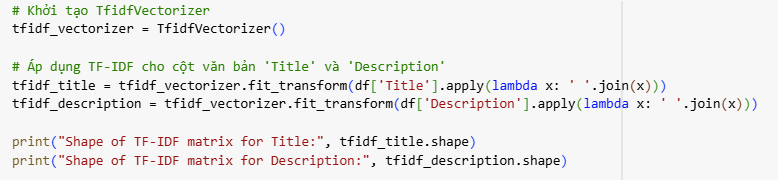 # Khởi tạo TfidfVectorizer
tfidf_vectorizer = TfidfVectorizer()
# Áp dụng TF-IDF cho cột văn bản 'Title' và 'Description'
tfidf_title = tfidf_vectorizer.fit_transform(df['Title'].apply(lambda x: ' '.join(x)))
tfidf_description = tfidf_vectorizer.fit_transform(df['Description'].apply(lambda x: ' '.join(x)))
print("Shape of TF-IDF matrix for Title:", tfidf_title.shape)
print("Shape of TF-IDF matrix for Description:", tfidf_description.shape)